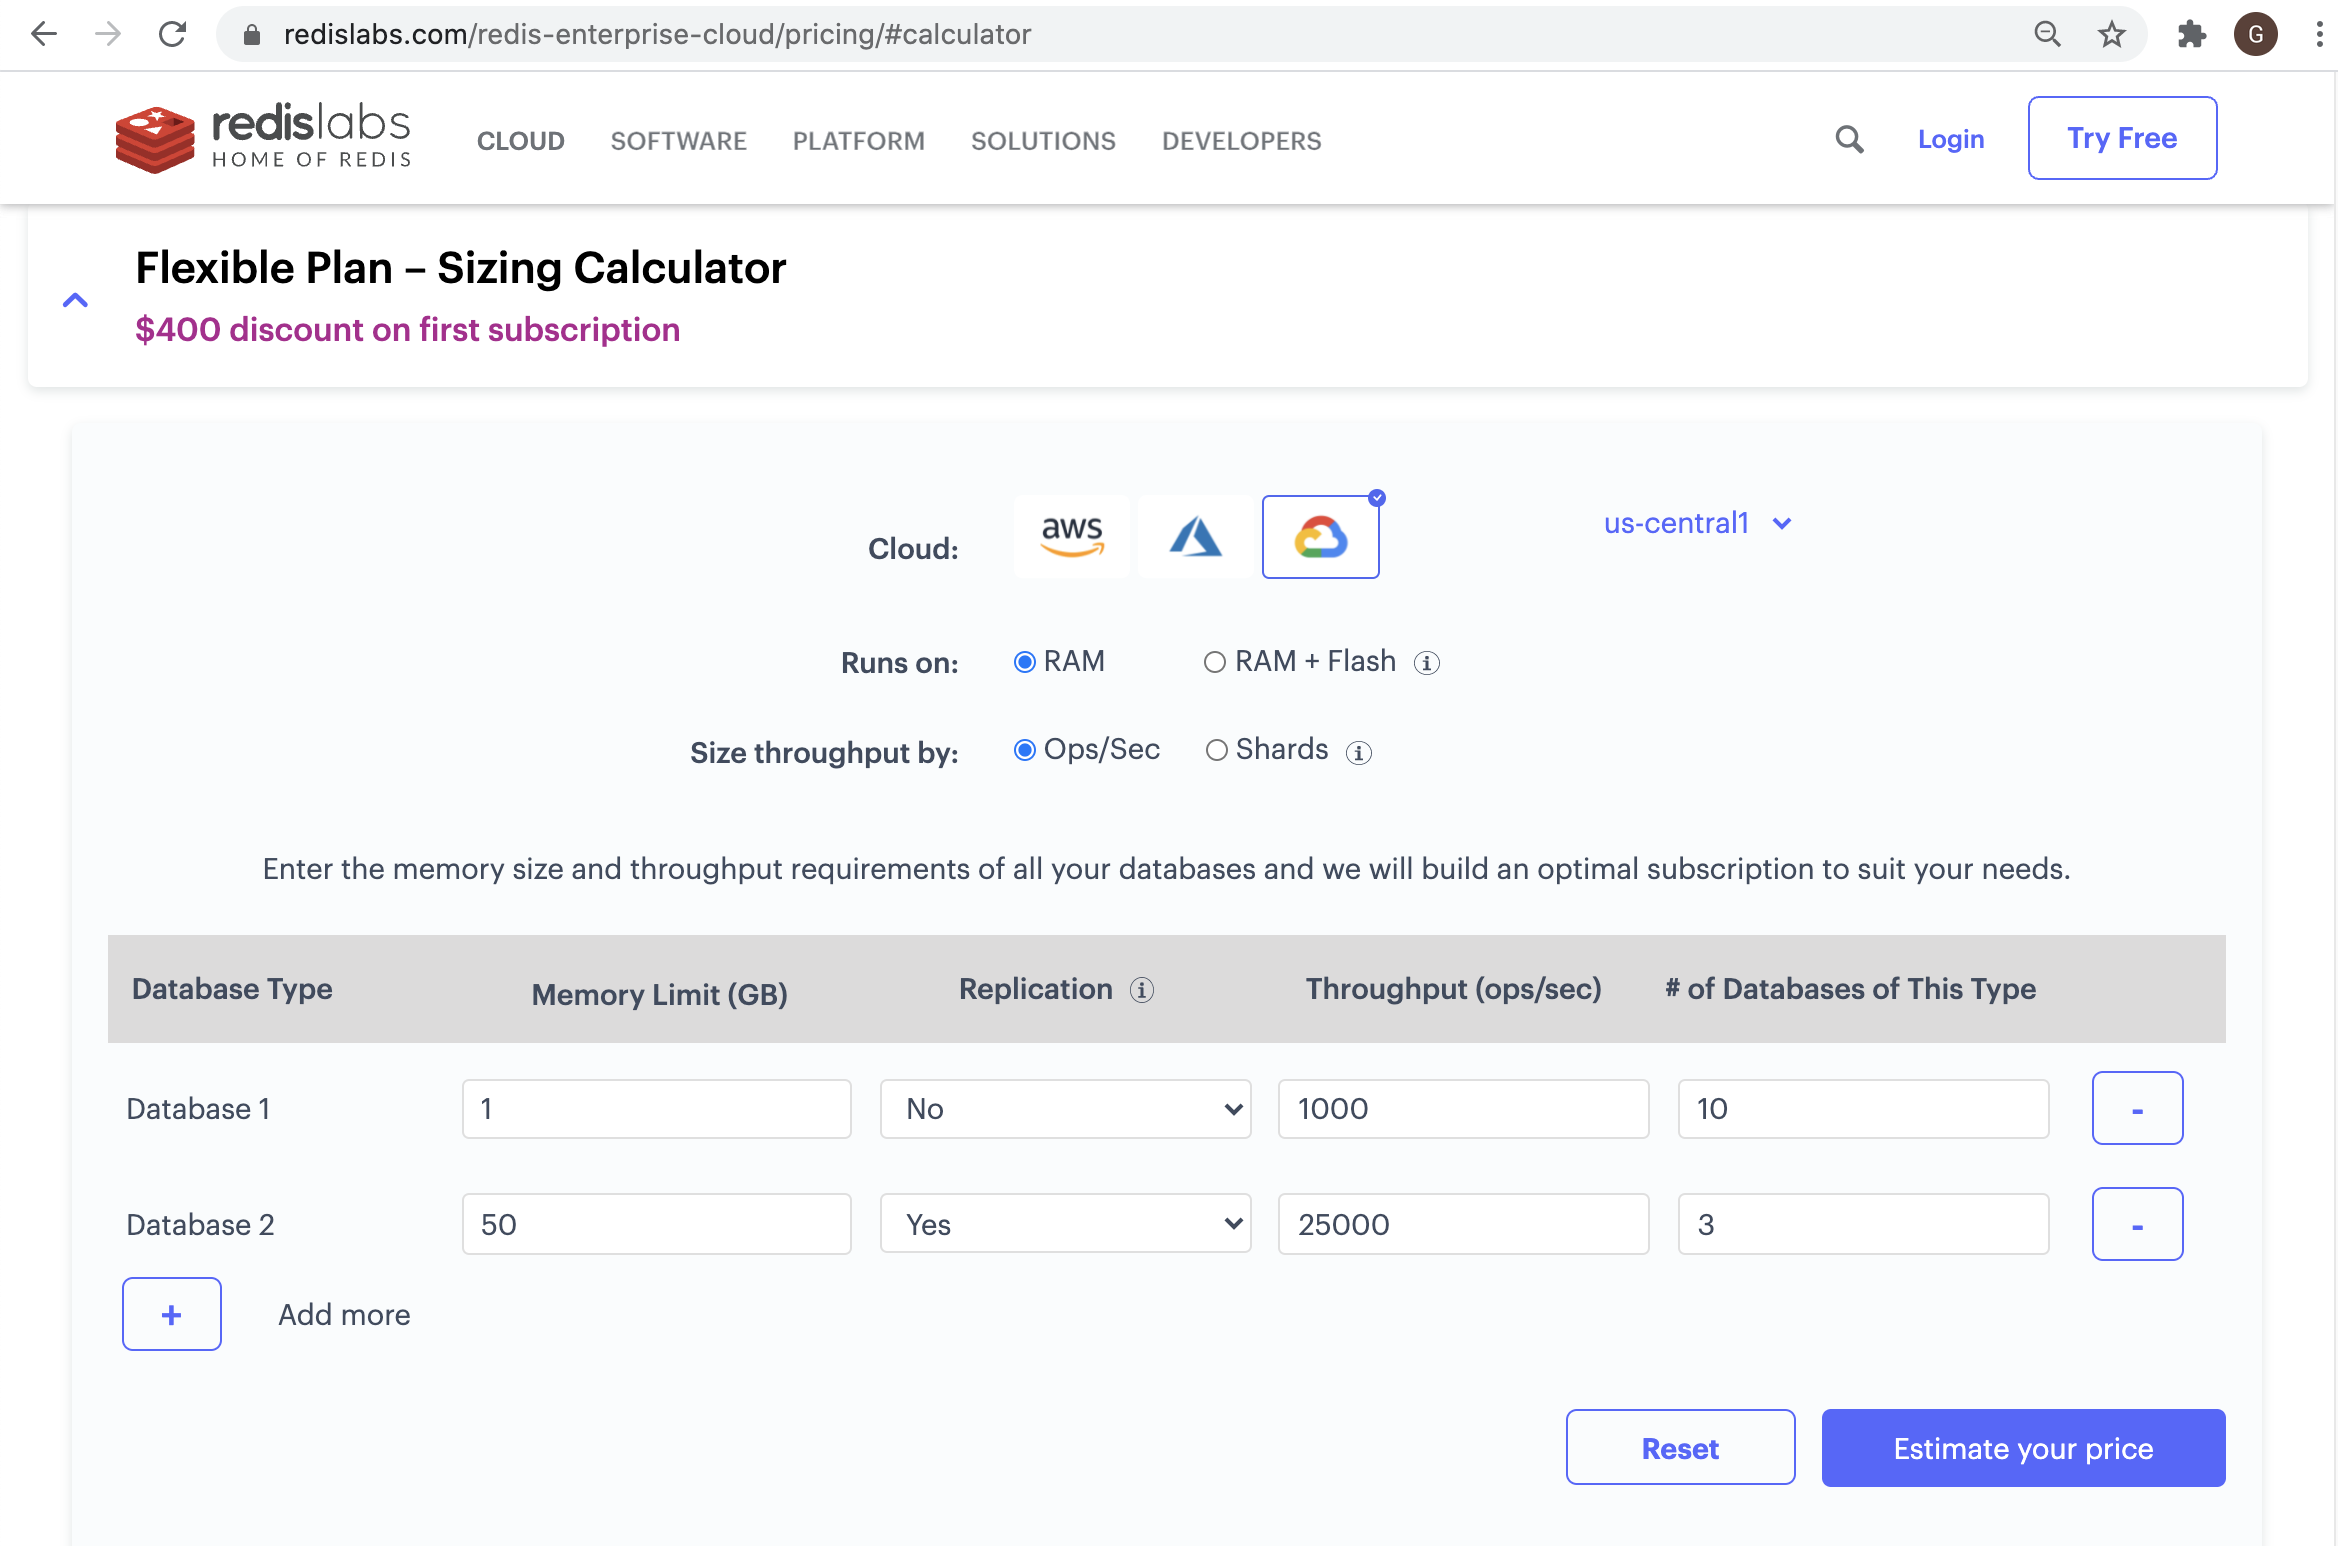 redislabs.com/redis-enterprise-cloud/pricing/#calculator
G
redislabs
HOME OF REDIS
CLOUD SOFTWARE PLATFORM SOLUTIONS DEVELOPERS
Login
Try Free
Flexible Plan – Sizing Calculator
$400 discount on first subscription
Cloud:
aws
us-central1
Runs on:
RAM
RAM + Flash
Size throughput by:
Ops/Sec
Shards
Enter the memory size and throughput requirements of all your databases and we will build an optimal subscription to suit your needs.
Database Type Memory Limit (GB) Replication Throughput (ops/sec) # of Databases of This Type
Database 1 1 No 1000 10 -
Database 2 50 Yes 25000 3 -
+ Add more
Reset
Estimate your price